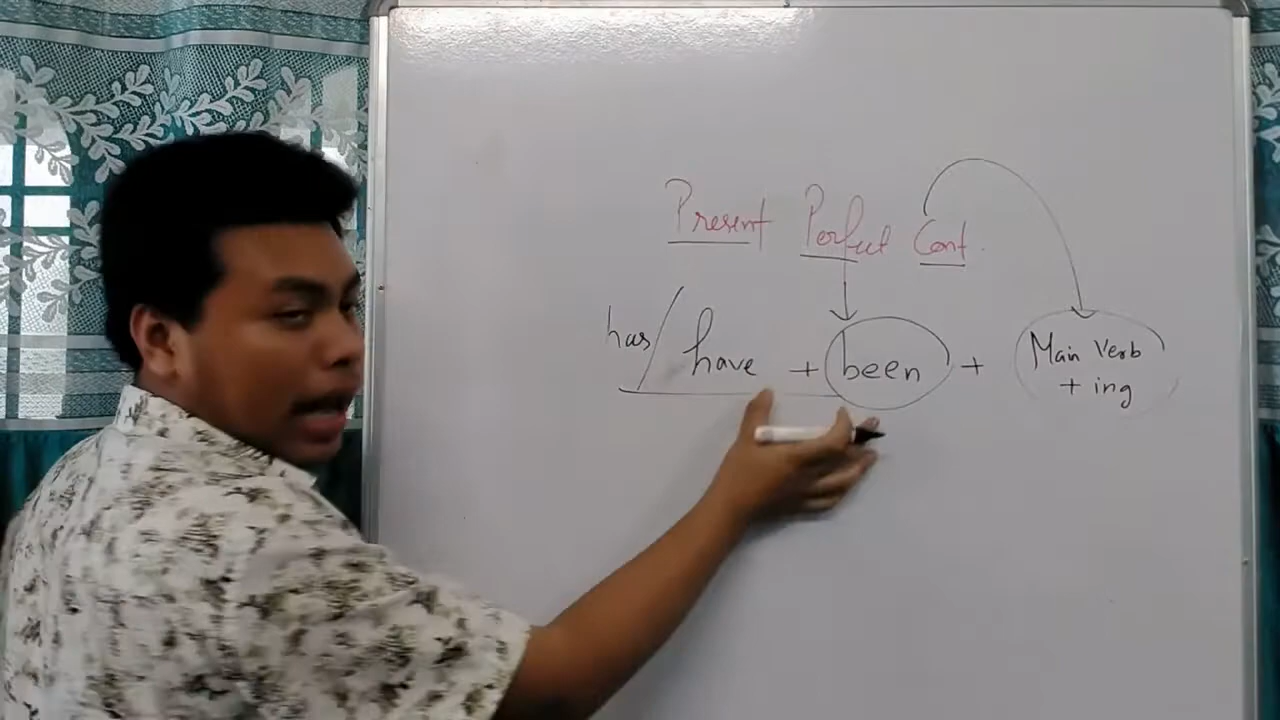 Present Perfect Cont.
has/ have + been + Main Verb
+ ing